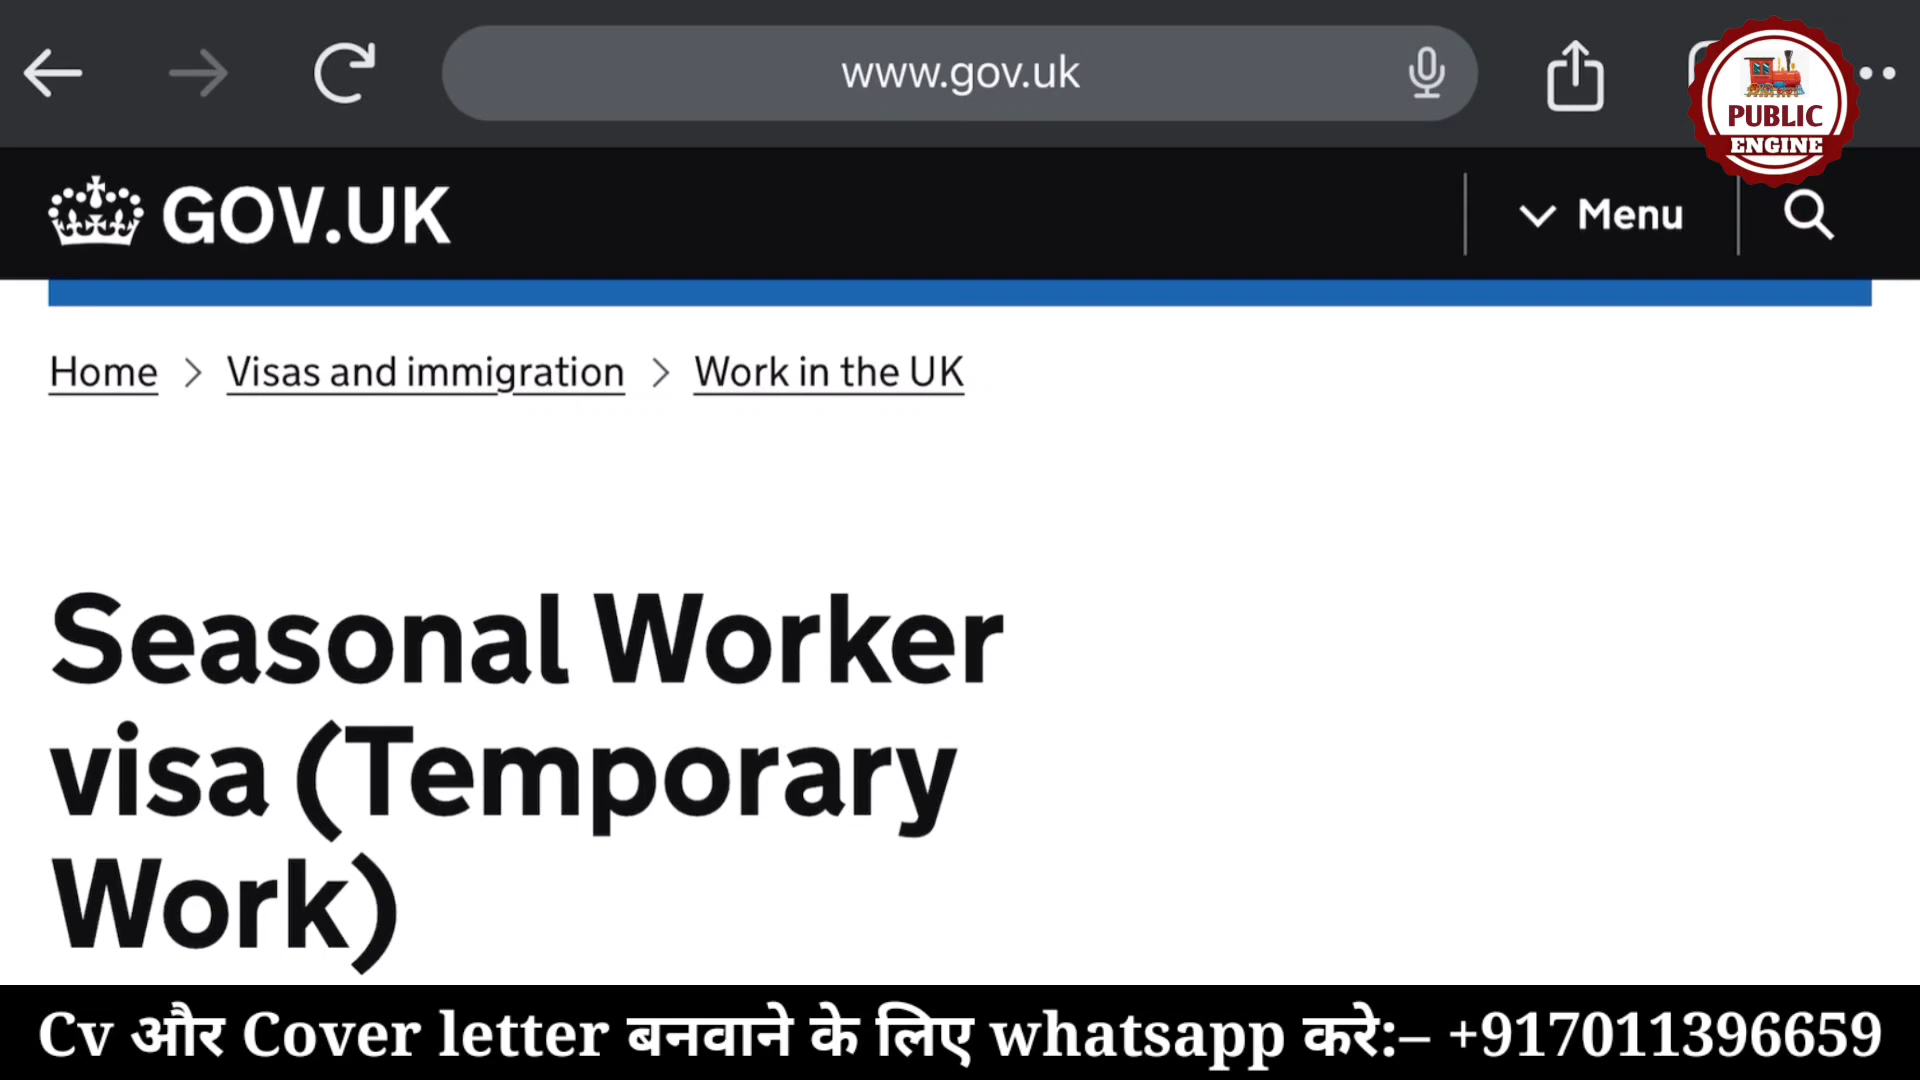 www.gov.uk
PUBLIC
ENGINE
GOV.UK
Menu
Home > Visas and immigration > Work in the UK
Seasonal Worker
visa (Temporary
Work)
Cv और Cover letter बनवाने के लिए whatsapp करे:– +917011396659